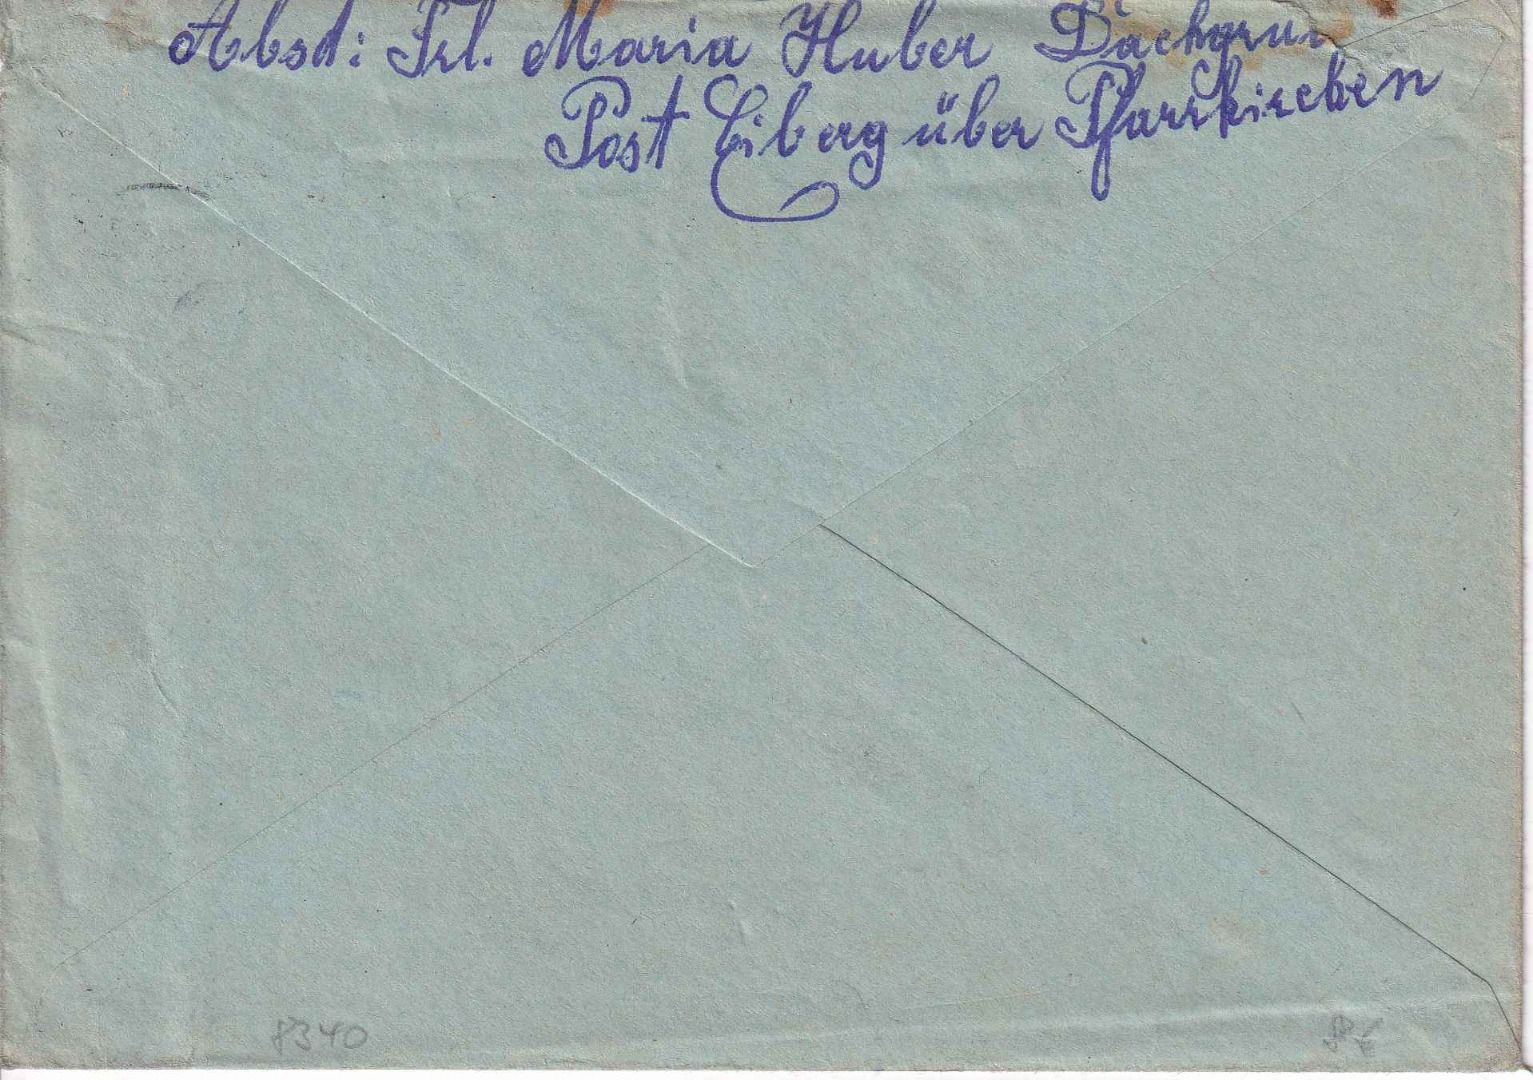 Absd: Frl. Maria Huber
Post Eiberg über Pfarrkirchen
8340